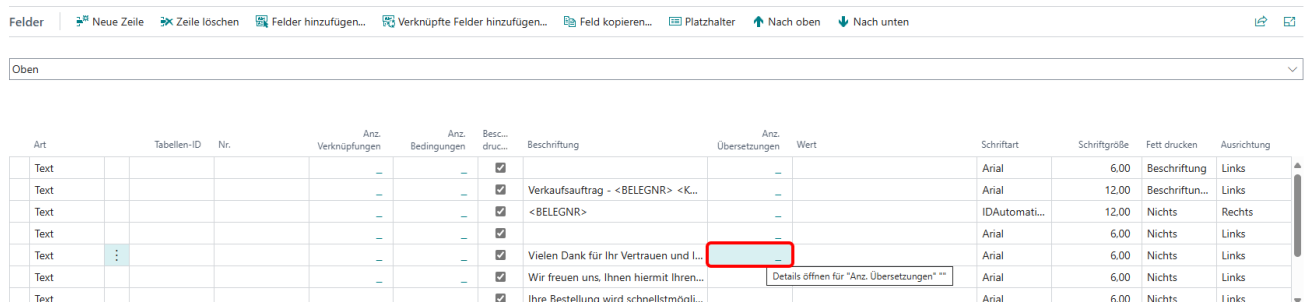 Felder Neue Zeile Zeile löschen Felder hinzufügen... Verknüpfte Felder hinzufügen... Feld kopieren... Platzhalter Nach oben Nach unten
Oben
Anz. Anz. Besc... Anz.
Art Tabellen-ID Nr. Verknüpfungen Bedingungen druc... Beschriftung Übersetzungen Wert Schriftart Schriftgröße Fett drucken Ausrichtung
Text _ _ _ Arial 6,00 Beschriftung Links
Text _ _ Verkaufsauftrag - <BELEGNR> <K... _ Arial 12,00 Beschriftun... Links
Text _ _ <BELEGNR> _ IDAutomati... 12,00 Nichts Rechts
Text _ _ _ Arial 6,00 Nichts Links
Text _ _ Vielen Dank für Ihr Vertrauen und I... _ Arial 6,00 Nichts Links
Text _ _ Wir freuen uns, Ihnen hiermit Ihren... Details öffnen für "Anz. Übersetzungen" "" Arial 6,00 Nichts Links
Text _ _ Ihre Bestellung wird schnellstmögli... _ Arial 6,00 Nichts Links